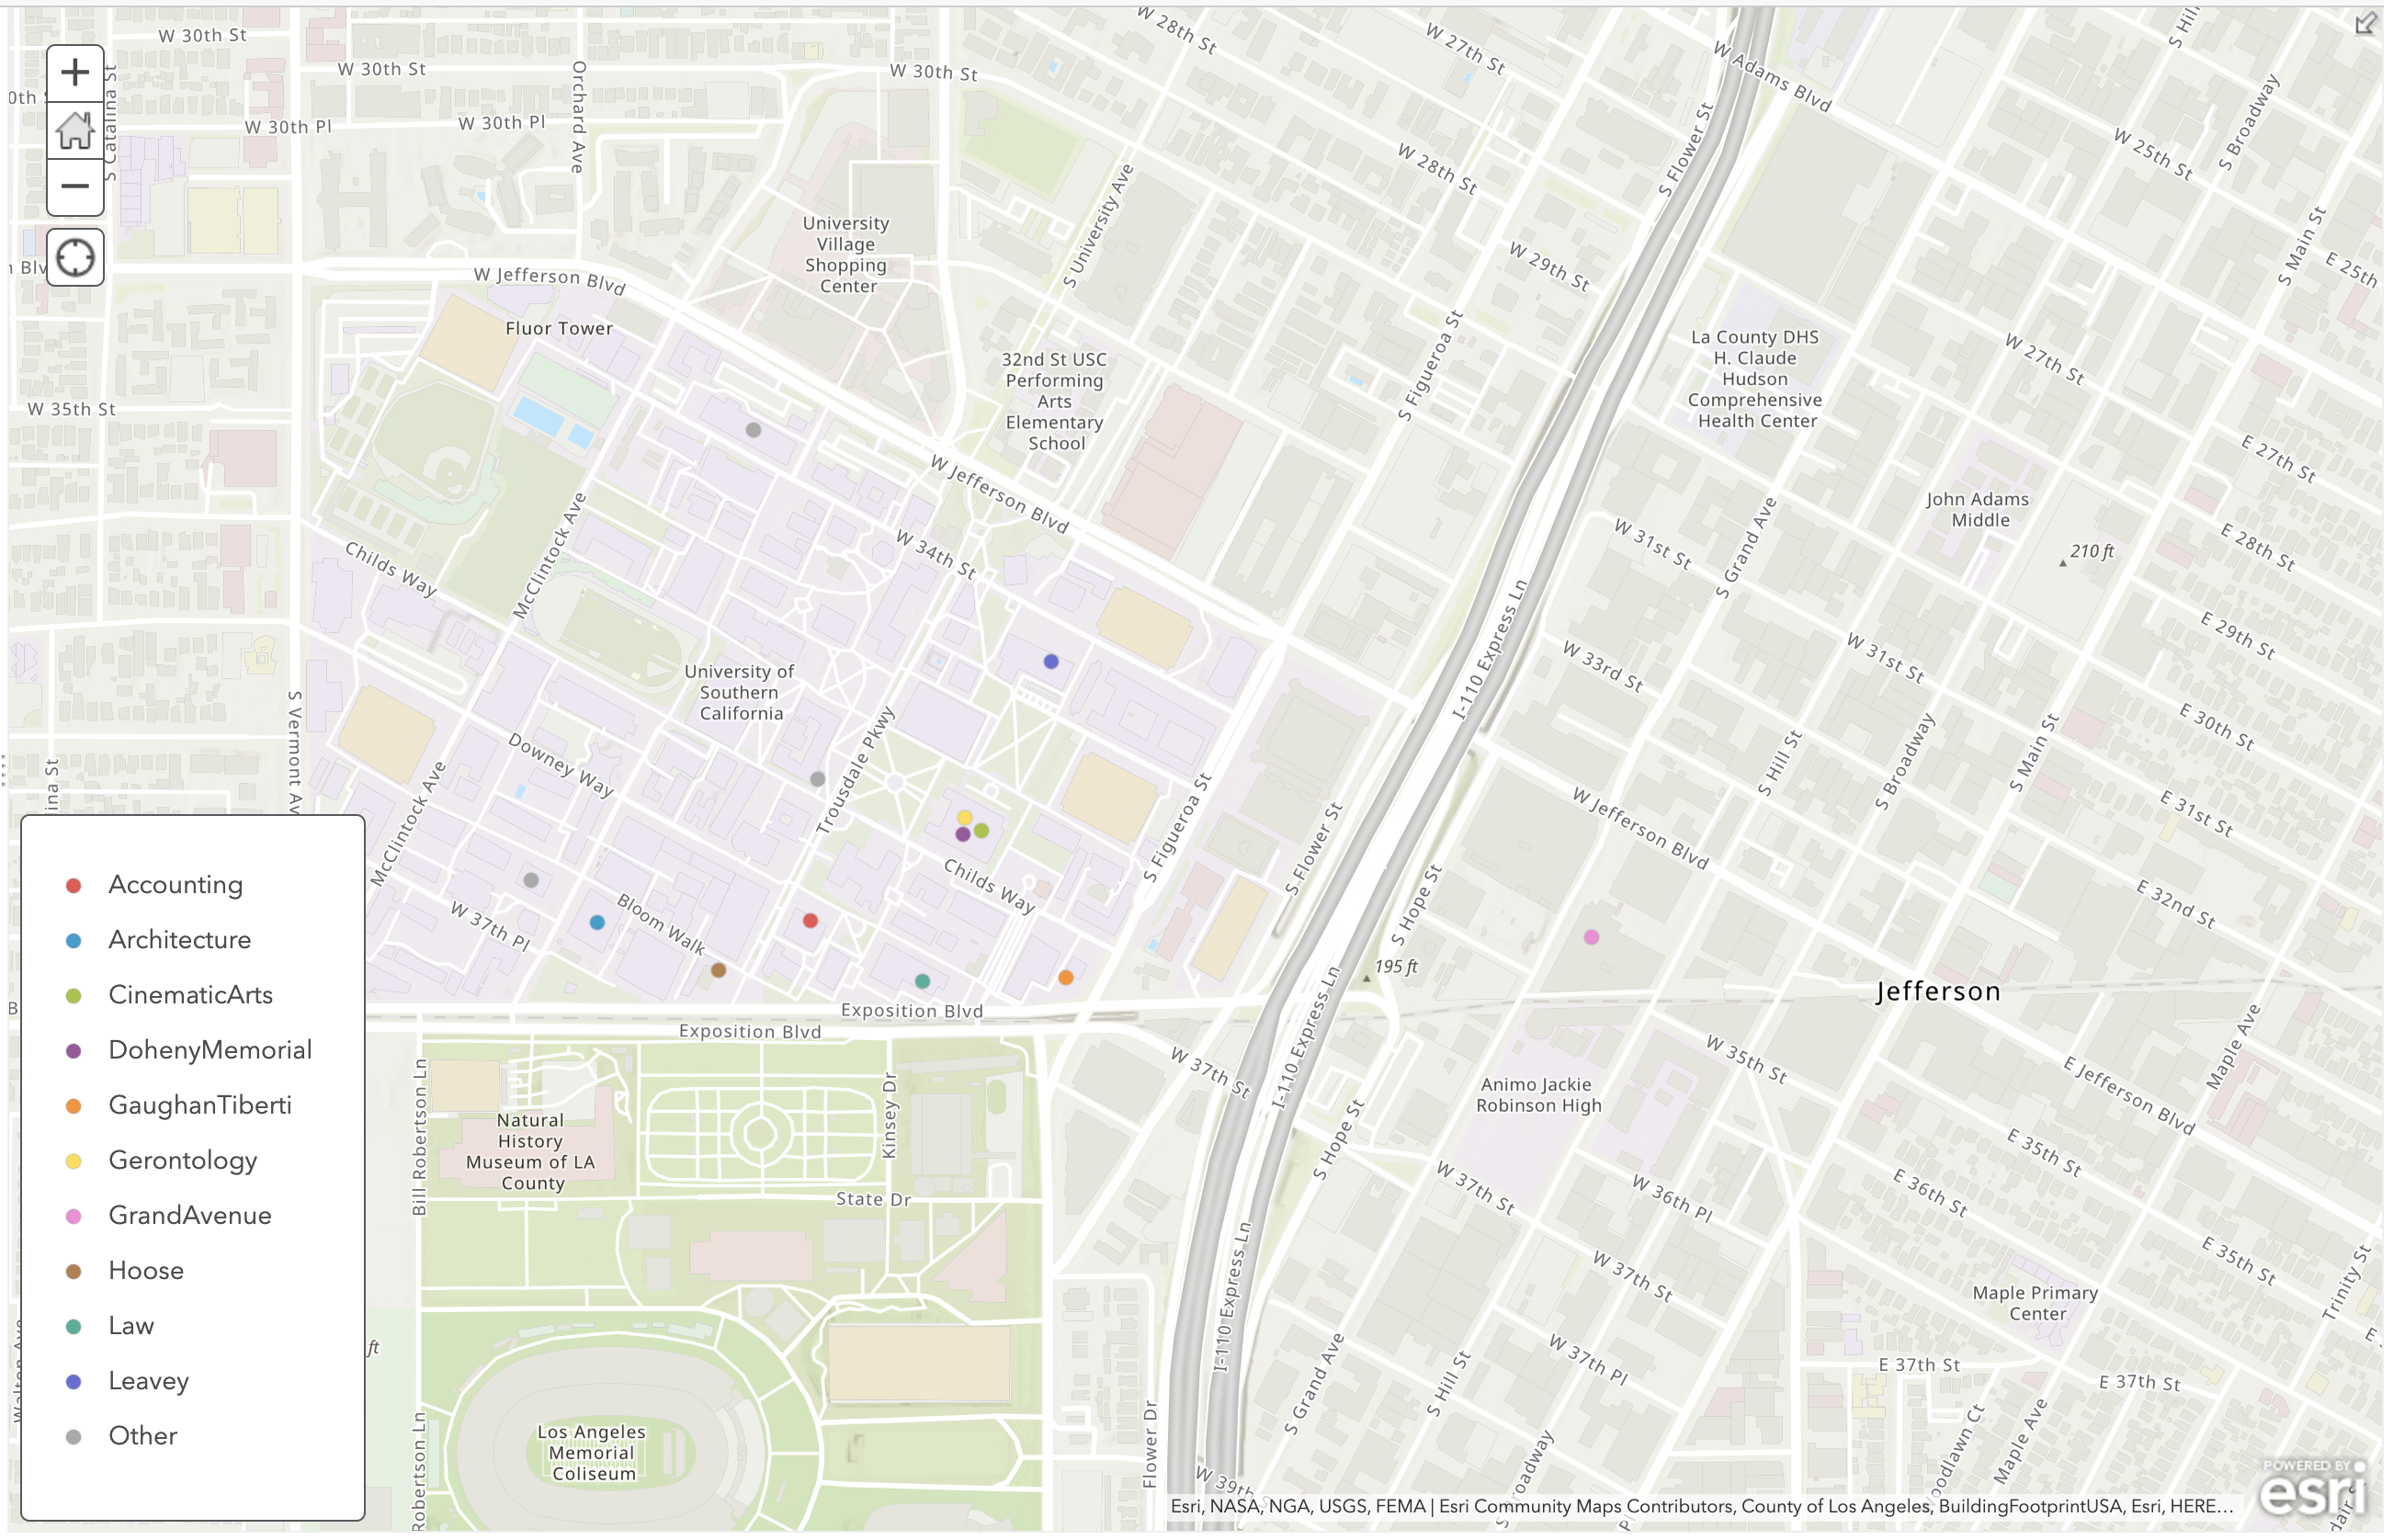 W 30th St
W 30th St
W 30th St
W 30th Pl
W 30th Pl
S Catalina St
Orchard Ave
W 28th St
W 27th St
W Adams Blvd
S Flower St
S Broadway
W 25th St
W 28th St
W 29th St
S Main St
E 25th
University
Village
Shopping
Center
S University Ave
W Jefferson Blvd
Fluor Tower
32nd St USC
Performing
Arts
Elementary
School
S Figueroa St
La County DHS
H. Claude
Hudson
Comprehensive
Health Center
W 27th St
W 35th St
E 27th St
W Jefferson Blvd
McClintock Ave
W 34th St
Childs Way
W 31st St
S Grand Ave
John Adams
Middle
210 ft
E 28th St
E 29th St
I-110 Express Ln
W 33rd St
W 31st St
University of
Southern
California
S Vermont Av
Trousdale Pkwy
Downey Way
E 30th St
S Hill St
S Broadway
S Main St
McClintock Ave
S Figueroa St
S Flower St
W Jefferson Blvd
E 31st St
Childs Way
S Hope St
E 32nd St
Bloom Walk
W 37th Pl
195 ft
Jefferson
Exposition Blvd
Exposition Blvd
I-110 Express Ln
W 37th St
W 35th St
Maple Ave
E Jefferson Blvd
Animo Jackie
Robinson High
Bill Robertson Ln
Natural
History
Museum of LA
County
Kinsey Dr
State Dr
S Hope St
W 37th St
W 36th Pl
E 35th St
E 36th St
E 35th St
W 37th St
Maple Primary
Center
Trinity St
I-110 Express Ln
W 37th Pl
E 37th St
E 37th St
S Grand Ave
S Hill St
Maple Ave
Flower Dr
Los Angeles
Memorial
Coliseum
Robertson Ln
W 39th
Accounting
Architecture
CinematicArts
DohenyMemorial
GaughanTiberti
Gerontology
GrandAvenue
Hoose
Law
Leavey
Other
Esri, NASA, NGA, USGS, FEMA | Esri Community Maps Contributors, County of Los Angeles, BuildingFootprintUSA, Esri, HERE…
POWERED BY
esri